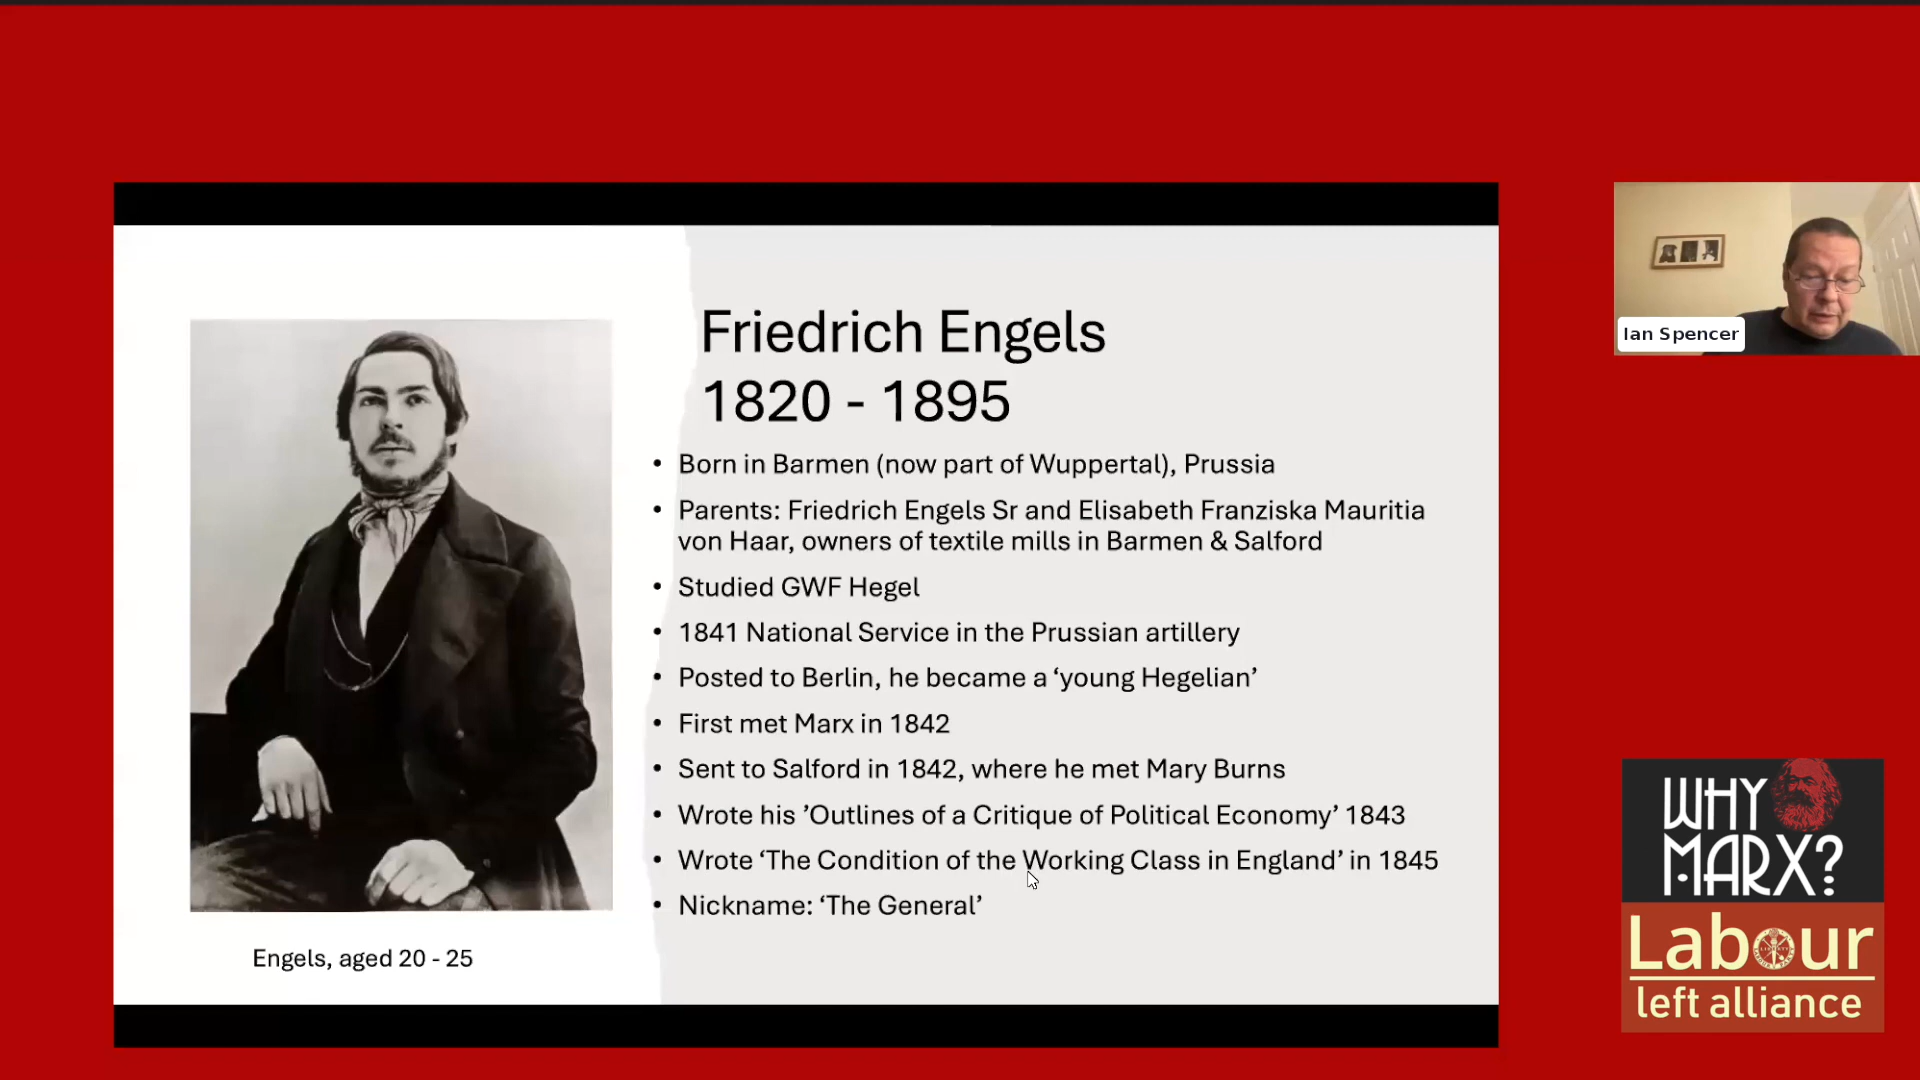 Friedrich Engels
1820 - 1895
• Born in Barmen (now part of Wuppertal), Prussia
• Parents: Friedrich Engels Sr and Elisabeth Franziska Mauritia
von Haar, owners of textile mills in Barmen & Salford
• Studied GWF Hegel
• 1841 National Service in the Prussian artillery
• Posted to Berlin, he became a ‘young Hegelian’
• First met Marx in 1842
• Sent to Salford in 1842, where he met Mary Burns
• Wrote his ’Outlines of a Critique of Political Economy’ 1843
• Wrote ‘The Condition of the Working Class in England’ in 1845
• Nickname: ‘The General’
Engels, aged 20 - 25
Ian Spencer
WHY
MARX?
Labour
left alliance